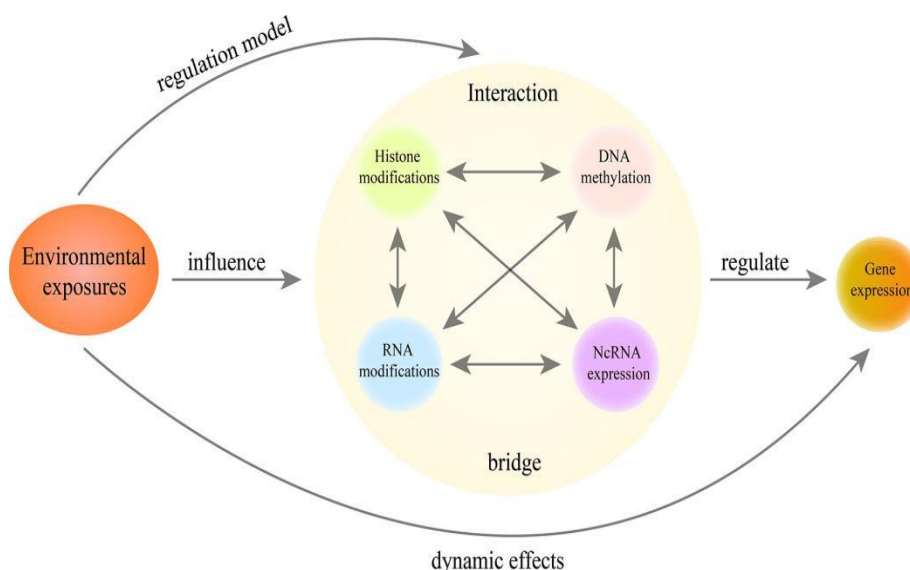 regulation model
Interaction
Histone
modifications
DNA
methylation
Environmental
exposures
influence
regulate
Gene
expression
RNA
modifications
NcRNA
expression
bridge
dynamic effects